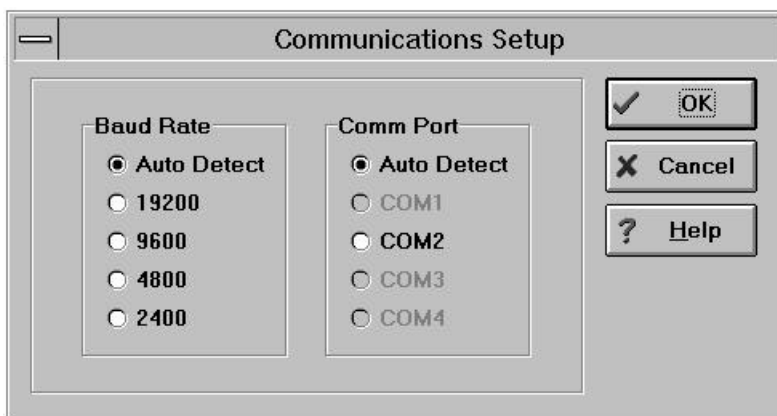 Communications Setup
Baud Rate
Auto Detect
19200
9600
4800
2400
Comm Port
Auto Detect
COM1
COM2
COM3
COM4
OK
Cancel
? Help